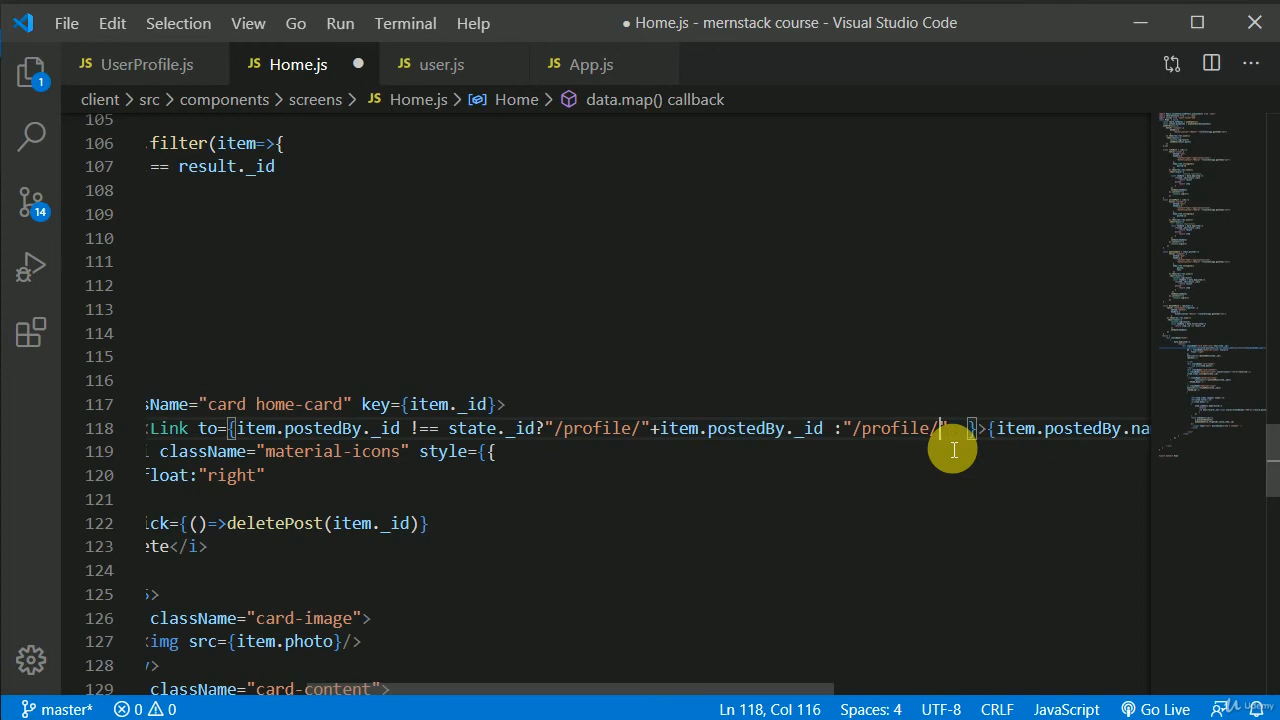 File Edit Selection View Go Run Terminal Help ● Home.js - mernstack course - Visual Studio Code
JS UserProfile.js JS Home.js ● JS user.js JS App.js
client > src > components > screens > JS Home.js > Home > data.map() callback
1
14
105
106 .filter(item=>{
107 == result._id
108
109
110
111
112
113
114
115
116
117 sName="card home-card" key={item._id}>
118 <Link to={item.postedBy._id !== state._id?"/profile/"+item.postedBy._id :"/profile/" }>{item.postedBy.na
119 i className="material-icons" style={{
120 float:"right"
121
122 ick={()=>deletePost(item._id)}
123 ete</i>
124
125 />
126 className="card-image">
127 img src={item.photo}/>
128 />
129 className="card-content">
master* 0 0 Ln 118, Col 116 Spaces: 4 UTF-8 CRLF JavaScript Go Live
Udemy